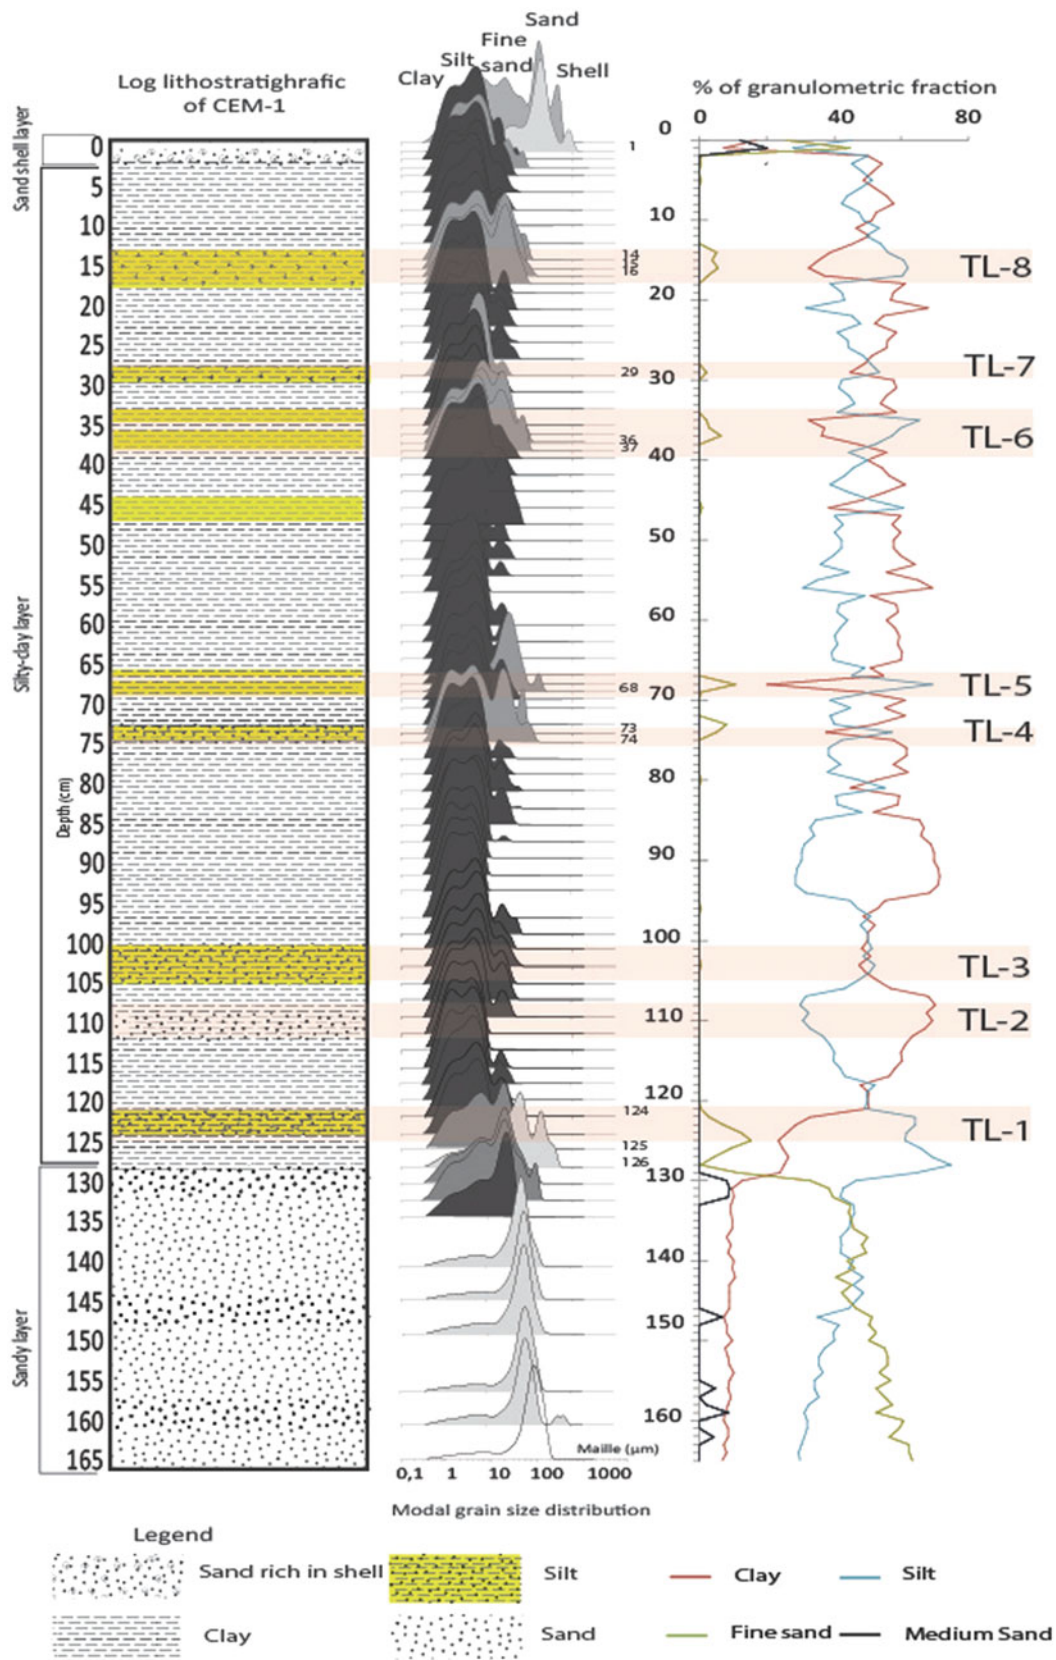 Sand
Fine
sand
Silt
Shell
Clay
Log lithostratighrafic
of CEM-1
% of granulometric fraction
0 40 80
Sand shell layer
Silty-clay layer
Sandy layer
Depth (cm)
0
5
10
15
20
25
30
35
40
45
50
55
60
65
70
75
80
85
90
95
100
105
110
115
120
125
130
135
140
145
150
155
160
165
1
14
15
16
29
36
37
68
73
74
124
125
126
Maille (µm)
0,1 1 10 100 1000
Modal grain size distribution
0
10
20
30
40
50
60
70
80
90
100
110
120
130
140
150
160
TL-8
TL-7
TL-6
TL-5
TL-4
TL-3
TL-2
TL-1
Legend
Sand rich in shell
Silt
Clay
Silt
Clay
Sand
Fine sand
Medium Sand